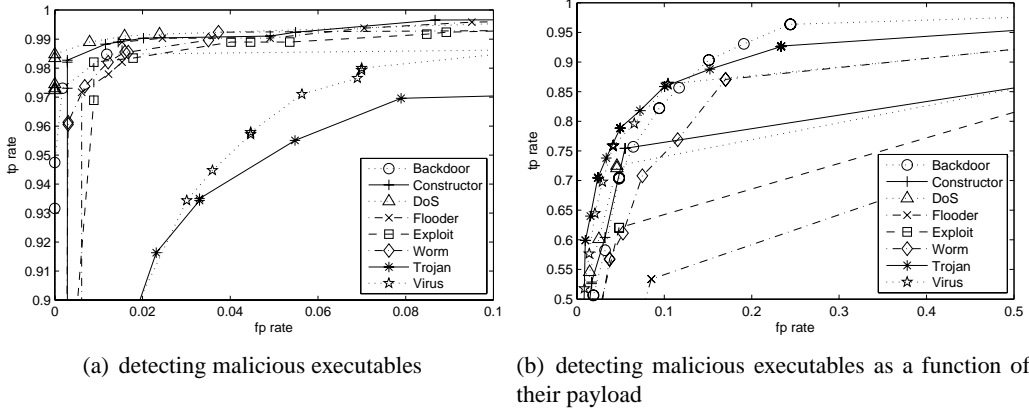 1
0.99
0.98
0.97
0.96
0.95
0.94
0.93
0.92
0.91
0.9
tp rate
0
0.02
0.04
0.06
0.08
0.1
fp rate
Backdoor
Constructor
DoS
Flooder
Exploit
Worm
Trojan
Virus
(a) detecting malicious executables
1
0.95
0.9
0.85
0.8
0.75
0.7
0.65
0.6
0.55
0.5
tp rate
0
0.1
0.2
0.3
0.4
0.5
fp rate
Backdoor
Constructor
DoS
Flooder
Exploit
Worm
Trojan
Virus
(b) detecting malicious executables as a function of
their payload